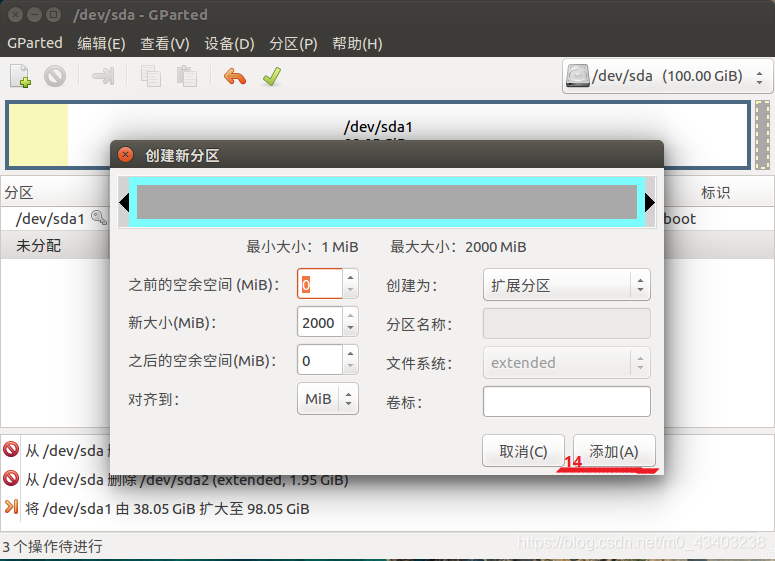 /dev/sda - GParted
GParted 编辑(E) 查看(V) 设备(D) 分区(P) 帮助(H)
/dev/sda (100.00 GiB)
/dev/sda1
创建新分区
分区 标识
/dev/sda1 boot
未分配
最小大小：1 MiB 最大大小：2000 MiB
之前的空余空间 (MiB)： 0 创建为： 扩展分区
新大小(MiB)： 2000 分区名称：
之后的空余空间(MiB)： 0 文件系统： extended
对齐到： MiB 卷标：
取消(C) 添加(A)
14
从 /dev/sda
从 /dev/sda 删除 /dev/sda2 (extended, 1.95 GiB)
将 /dev/sda1 由 38.05 GiB 扩大至 98.05 GiB
3 个操作待进行
https://blog.csdn.net/m0_43403238